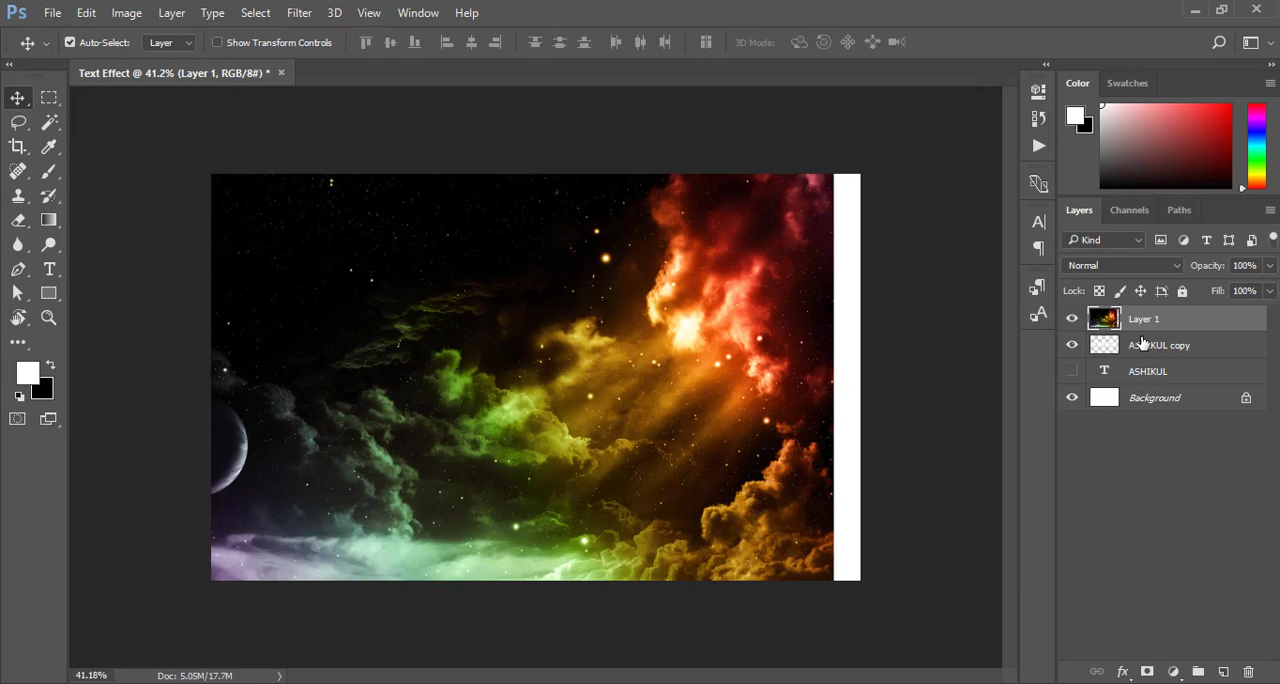 Ps File Edit Image Layer Type Select Filter 3D View Window Help
Auto-Select: Layer Show Transform Controls 3D Mode:
Text Effect @ 41.2% (Layer 1, RGB/8#) * ×
Color Swatches
Layers Channels Paths
Kind
Normal Opacity: 100%
Lock: Fill: 100%
Layer 1
ASHIKUL copy
T ASHIKUL
Background
41.18% Doc: 5.05M/17.7M